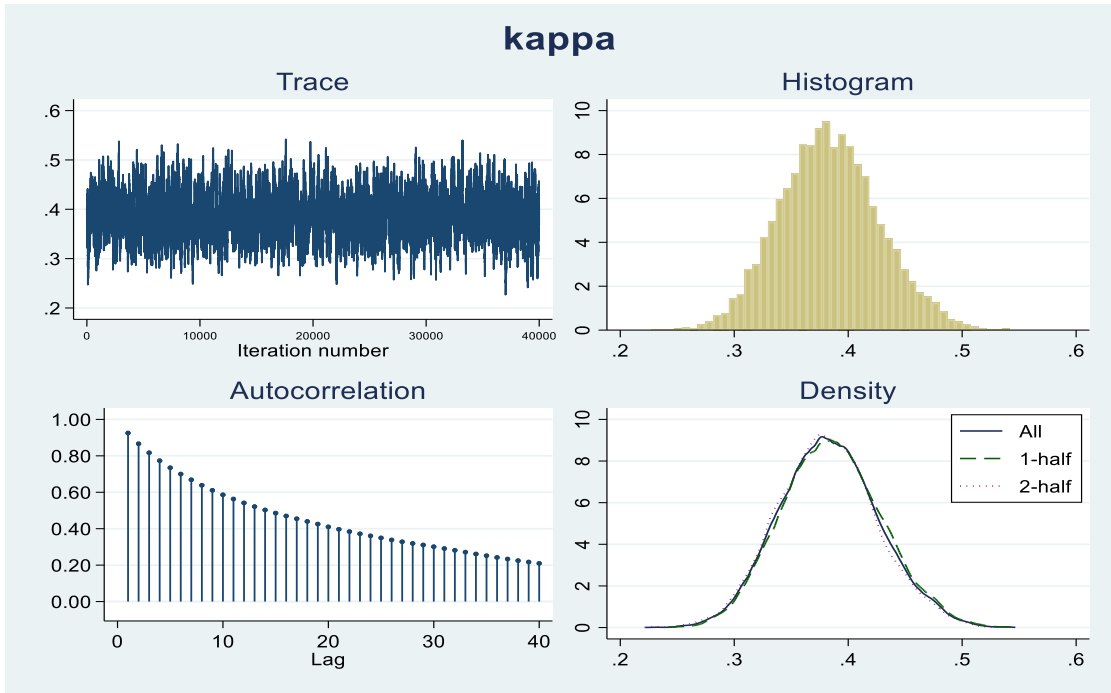 kappa
Trace
.6
.5
.4
.3
.2
0 10000 20000 30000 40000
Iteration number
Histogram
10
8
6
4
2
0
.2 .3 .4 .5 .6
Autocorrelation
1.00
0.80
0.60
0.40
0.20
0.00
0 10 20 30 40
Lag
Density
10
8
6
4
2
0
.2 .3 .4 .5 .6
All
1-half
2-half